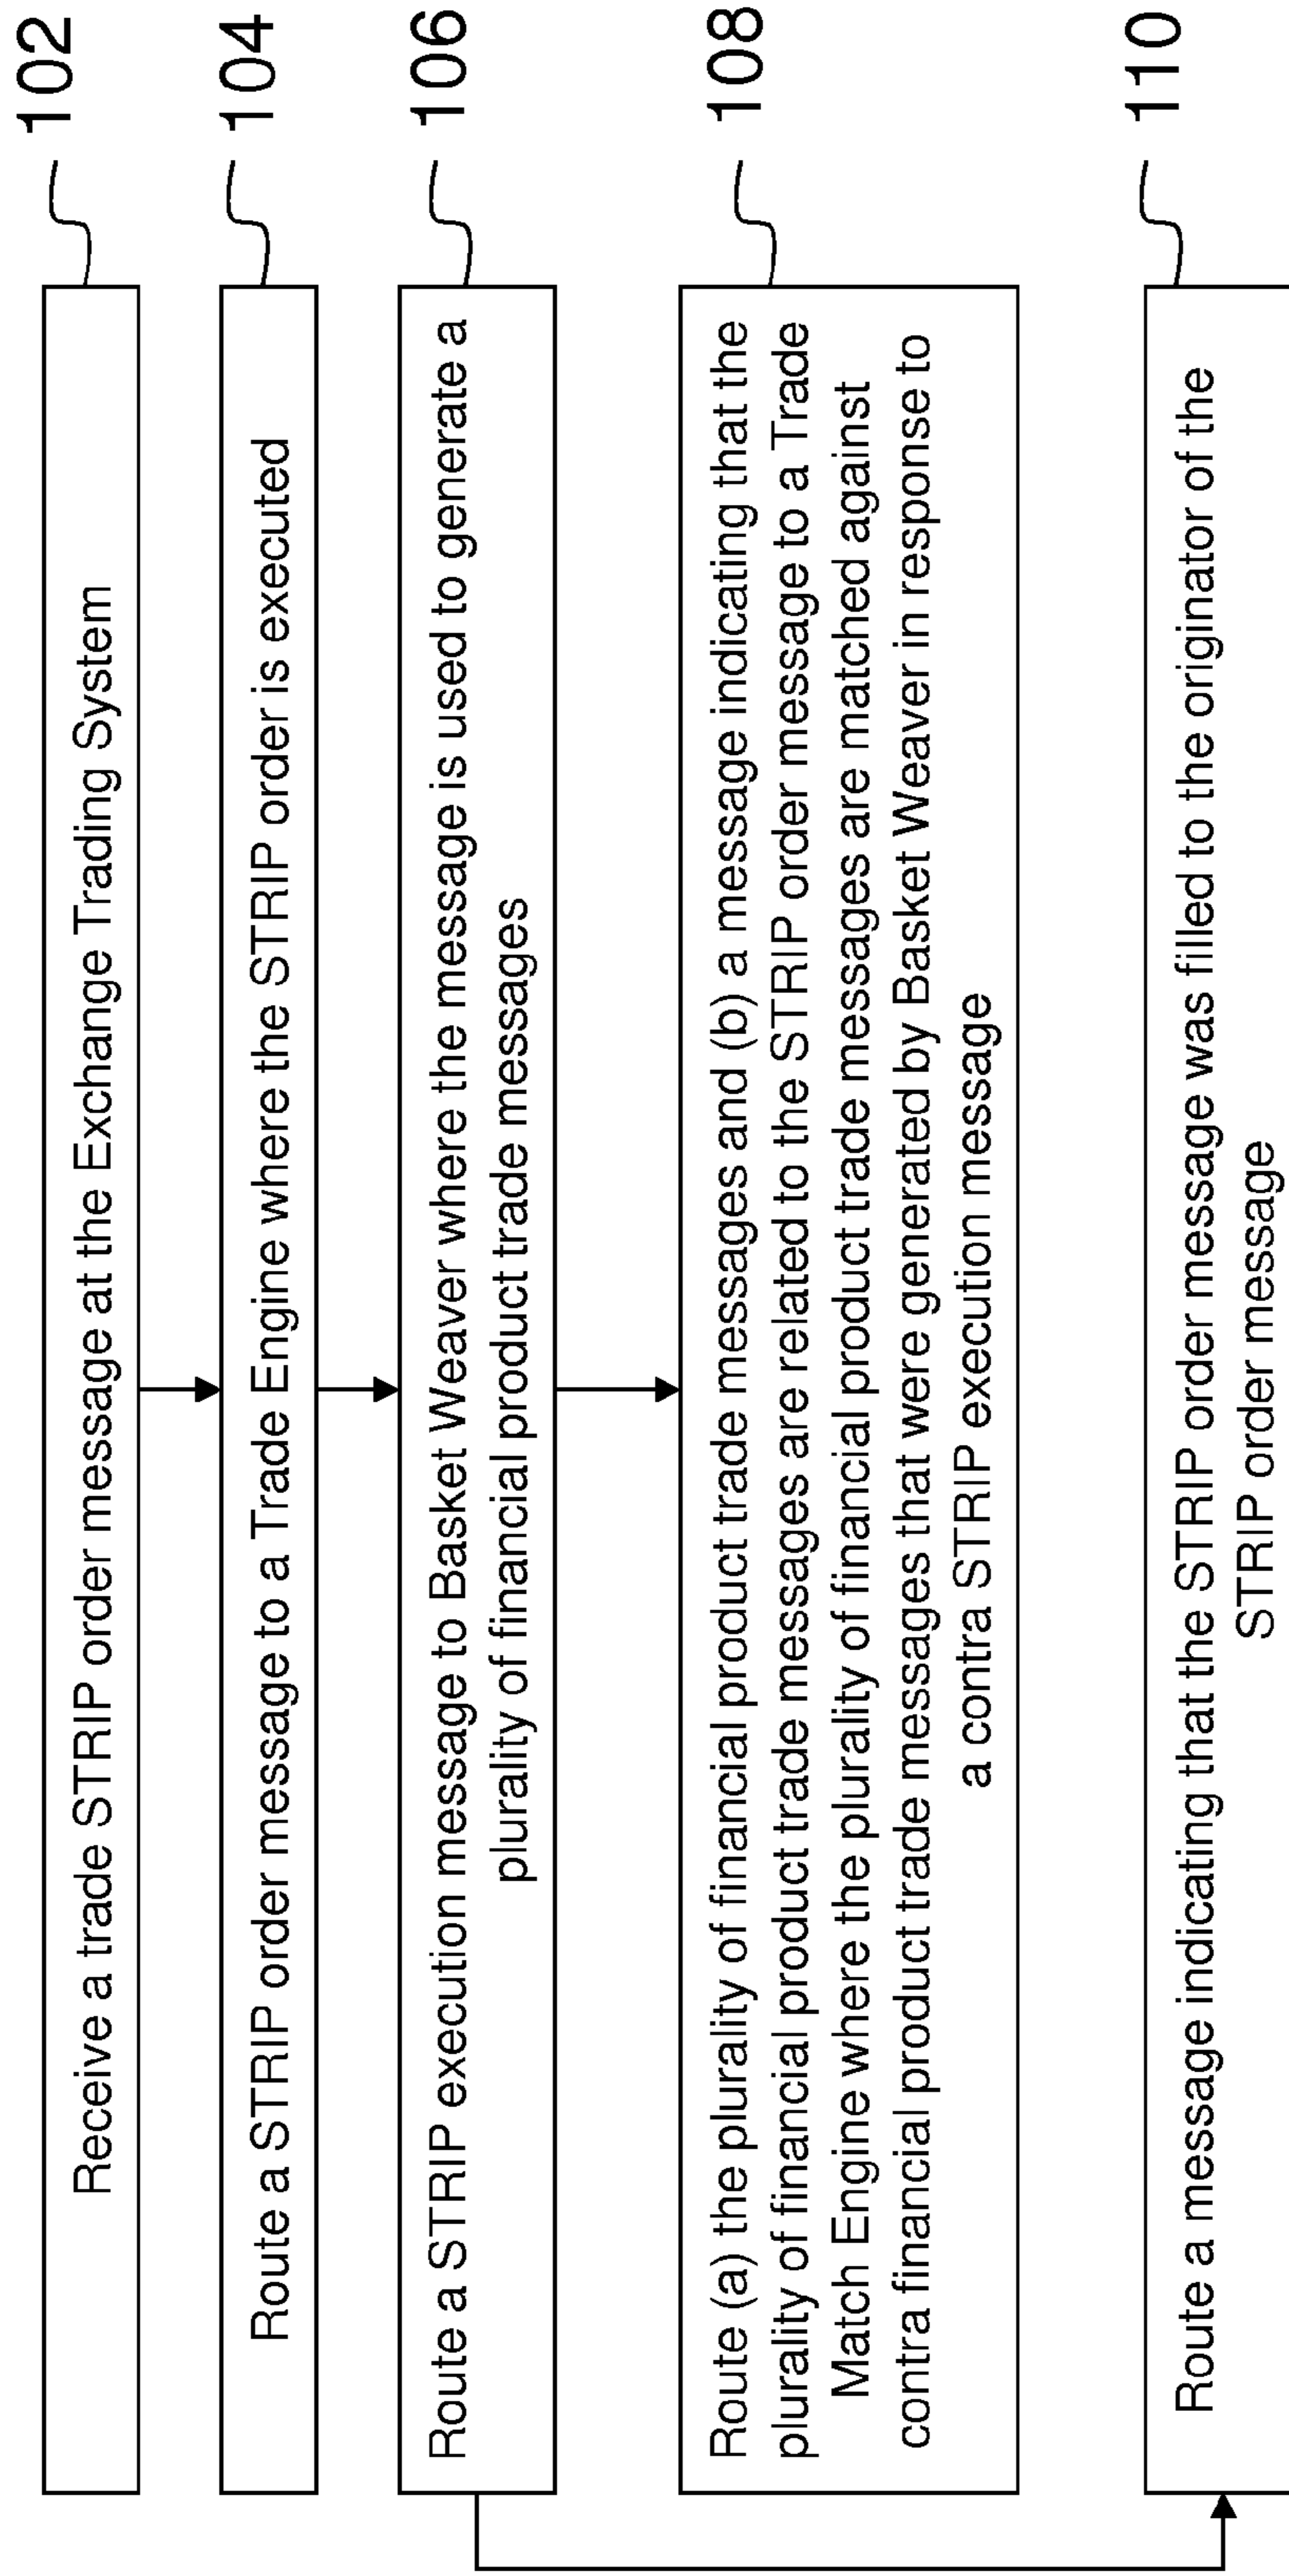 Receive a trade STRIP order message at the Exchange Trading System
102
Route a STRIP order message to a Trade Engine where the STRIP order is executed
104
Route a STRIP execution message to Basket Weaver where the message is used to generate a
plurality of financial product trade messages
106
Route (a) the plurality of financial product trade messages and (b) a message indicating that the
plurality of financial product trade messages are related to the STRIP order message to a Trade
Match Engine where the plurality of financial product trade messages are matched against
contra financial product trade messages that were generated by Basket Weaver in response to
a contra STRIP execution message
108
Route a message indicating that the STRIP order message was filled to the originator of the
STRIP order message
110